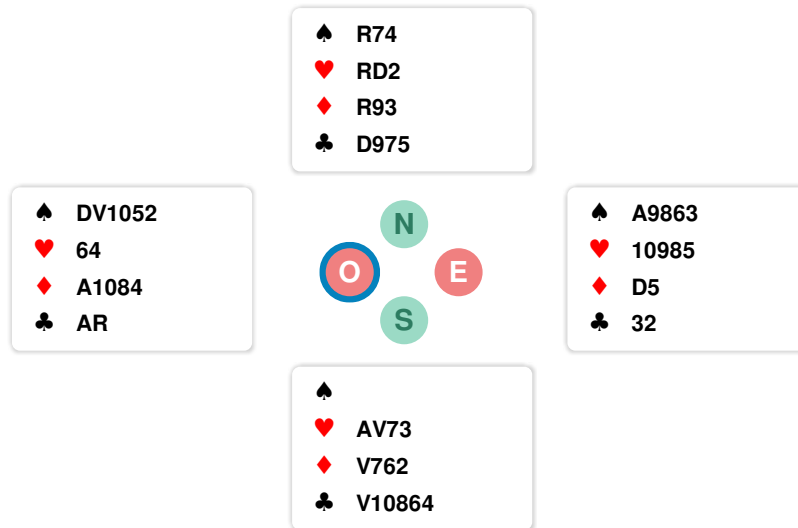 ♠ R74
♥ RD2
♦ R93
♣ D975
♠ DV1052
♥ 64
♦ A1084
♣ AR
N
O E
S
♠ A9863
♥ 10985
♦ D5
♣ 32
♠
♥ AV73
♦ V762
♣ V10864